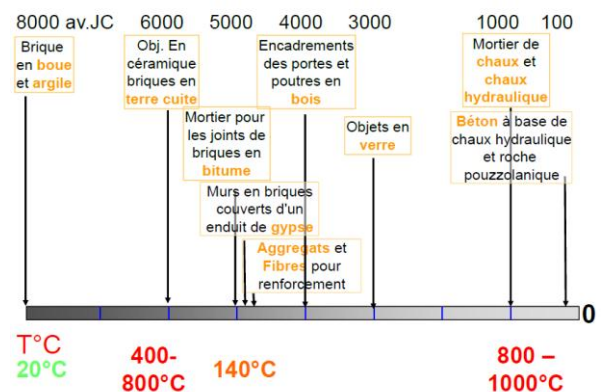 8000 av.JC 6000 5000 4000 3000 1000 100
Brique
en boue
et argile
Obj. En
céramique
briques en
terre cuite
Mortier pour
les joints de
briques en
bitume
Murs en briques
couverts d'un
enduit de gypse
Aggregats et
Fibres pour
renforcement
Encadrements
des portes et
poutres en
bois
Objets en
verre
Mortier de
chaux et
chaux
hydraulique
Béton à base de
chaux hydraulique
et roche
pouzzolanique
0
T°C
20°C
400-
800°C
140°C
800 –
1000°C